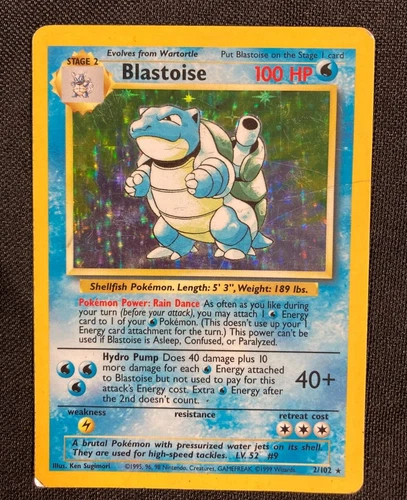 Evolves from Wartortle Put Blastoise on the Stage 1 card
STAGE 2 Blastoise 100 HP
Shellfish Pokémon. Length: 5' 3", Weight: 189 lbs.
Pokémon Power: Rain Dance As often as you like during
your turn (before your attack), you may attach 1 Energy
card to 1 of your Pokémon. (This doesn't use up your 1
Energy card attachment for the turn.) This power can't be
used if Blastoise is Asleep, Confused, or Paralyzed.
Hydro Pump Does 40 damage plus 10
more damage for each Energy attached
to Blastoise but not used to pay for this
attack's Energy cost. Extra Energy after
the 2nd doesn't count.
40+
weakness resistance retreat cost
A brutal Pokémon with pressurized water jets on its shell.
They are used for high-speed tackles. LV. 52 #9
Illus. Ken Sugimori ©1995, 96, 98 Nintendo, Creatures, GAMEFREAK. ©1999 Wizards. 2/102 ★